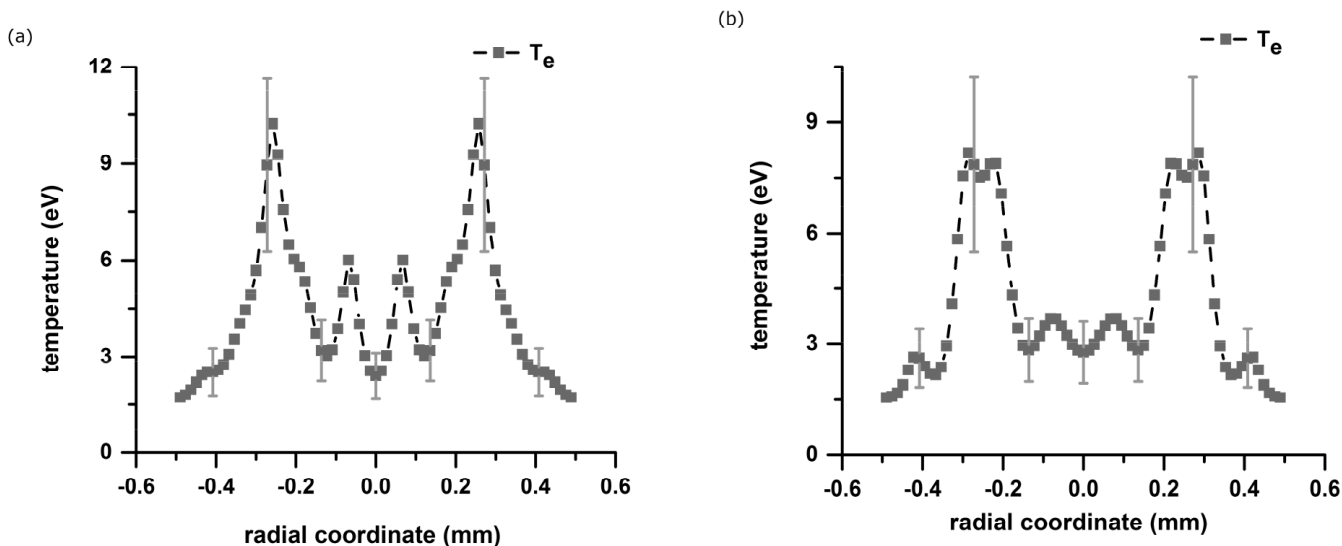 (a)
T_e
12
9
6
3
0
temperature (eV)
-0.6 -0.4 -0.2 0.0 0.2 0.4 0.6
radial coordinate (mm)
(b)
T_e
9
6
3
0
temperature (eV)
-0.6 -0.4 -0.2 0.0 0.2 0.4 0.6
radial coordinate (mm)